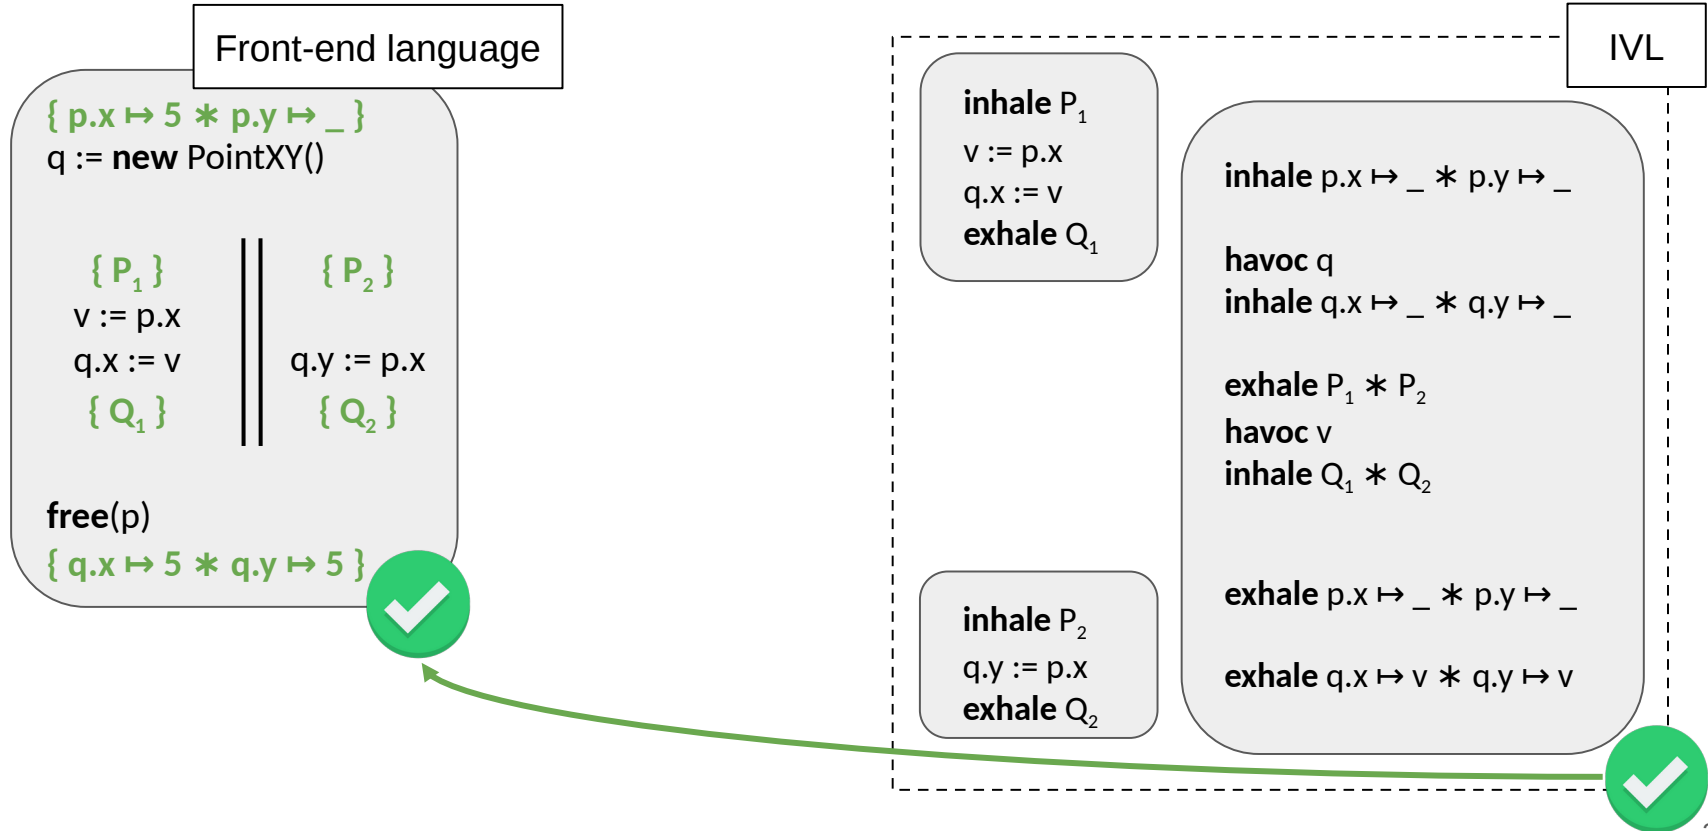 Front-end language
{ p.x ↦ 5 ∗ p.y ↦ _ }
q := new PointXY()
{ P₁ }
v := p.x
q.x := v
{ Q₁ }
{ P₂ }
q.y := p.x
{ Q₂ }
free(p)
{ q.x ↦ 5 ∗ q.y ↦ 5 }
IVL
inhale P₁
v := p.x
q.x := v
exhale Q₁
inhale P₂
q.y := p.x
exhale Q₂
inhale p.x ↦ _ ∗ p.y ↦ _
havoc q
inhale q.x ↦ _ ∗ q.y ↦ _
exhale P₁ ∗ P₂
havoc v
inhale Q₁ ∗ Q₂
exhale p.x ↦ _ ∗ p.y ↦ _
exhale q.x ↦ v ∗ q.y ↦ v